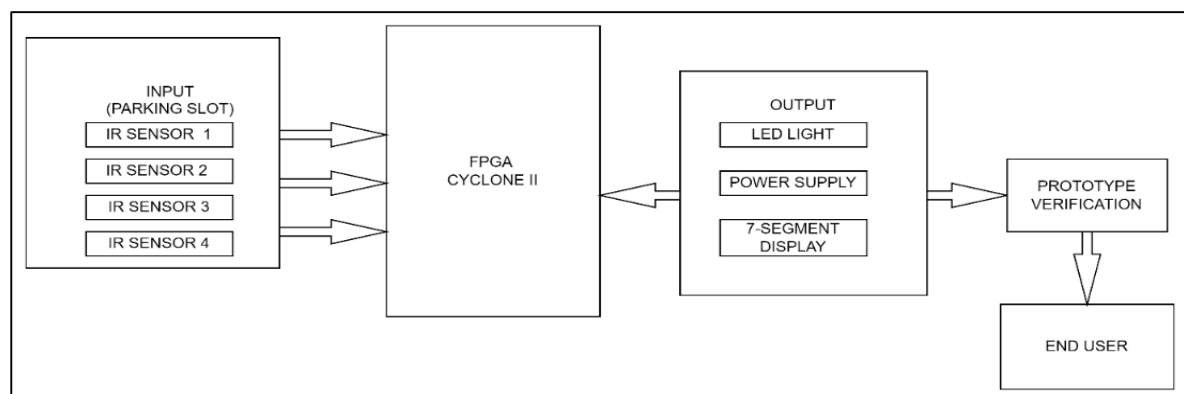 INPUT
(PARKING SLOT)
IR SENSOR 1
IR SENSOR 2
IR SENSOR 3
IR SENSOR 4
FPGA
CYCLONE II
OUTPUT
LED LIGHT
POWER SUPPLY
7-SEGMENT
DISPLAY
PROTOTYPE
VERIFICATION
END USER